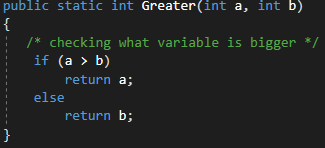 public static int Greater(int a, int b)
{
/* checking what variable is bigger */
if (a > b)
return a;
else
return b;
}